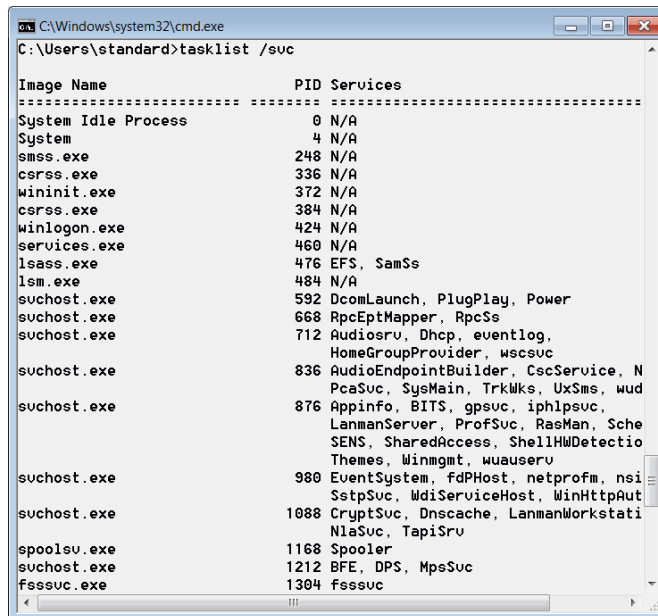 C:\Windows\system32\cmd.exe
C:\Users\standard>tasklist /svc
Image Name                     PID Services
========================= ======== ============================================
System Idle Process              0 N/A
System                           4 N/A
smss.exe                       248 N/A
csrss.exe                      336 N/A
wininit.exe                    372 N/A
csrss.exe                      384 N/A
winlogon.exe                   424 N/A
services.exe                   460 N/A
lsass.exe                      476 EFS, SamSs
lsm.exe                        484 N/A
svchost.exe                    592 DcomLaunch, PlugPlay, Power
svchost.exe                    668 RpcEptMapper, RpcSs
svchost.exe                    712 Audiosrv, Dhcp, eventlog,
                                   HomeGroupProvider, wscsvc
svchost.exe                    836 AudioEndpointBuilder, CscService, N
                                   PcaSvc, SysMain, TrkWks, UxSms, wud
svchost.exe                    876 Appinfo, BITS, gpsvc, iphlpsvc,
                                   LanmanServer, ProfSvc, RasMan, Sche
                                   SENS, SharedAccess, ShellHWDetectio
                                   Themes, Winmgmt, wuauserv
svchost.exe                    980 EventSystem, fdPHost, netprofm, nsi
                                   SstpSvc, WdiServiceHost, WinHttpAut
svchost.exe                   1088 CryptSvc, Dnscache, LanmanWorkstati
                                   NlaSvc, TapiSrv
spoolsv.exe                   1168 Spooler
svchost.exe                   1212 BFE, DPS, MpsSvc
fsssvc.exe                    1304 fsssvc